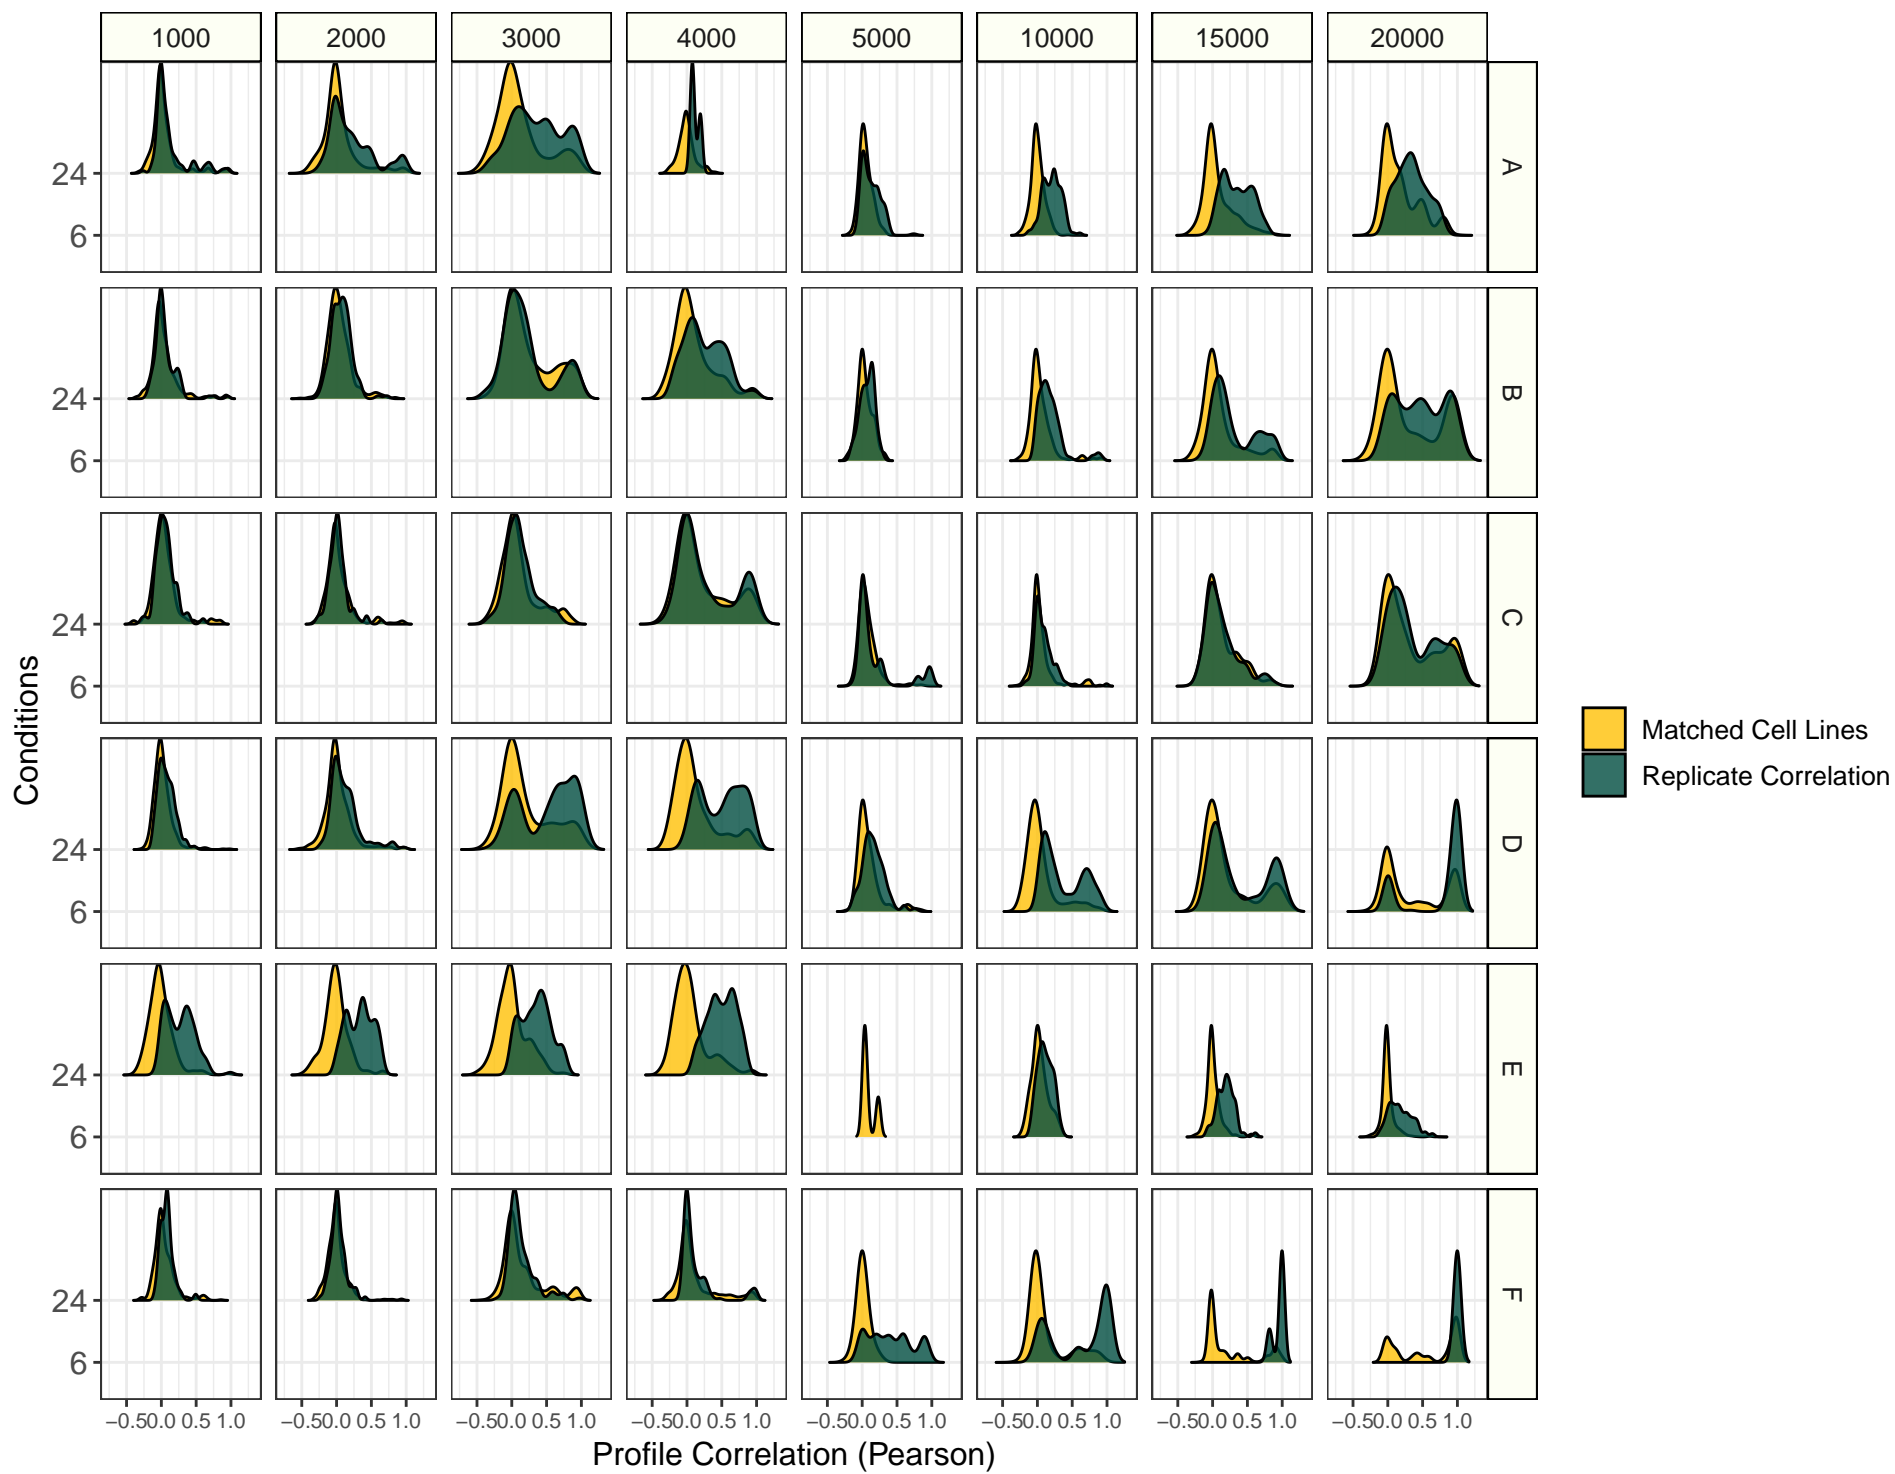 1000 2000 3000 4000 5000 10000 15000 20000
24
6
A
24
6
B
24
6
C
24
6
D
24
6
E
24
6
F
Conditions
Matched Cell Lines
Replicate Correlation
−0.50.0 0.5 1.0 −0.50.0 0.5 1.0 −0.50.0 0.5 1.0 −0.50.0 0.5 1.0 −0.50.0 0.5 1.0 −0.50.0 0.5 1.0 −0.50.0 0.5 1.0 −0.50.0 0.5 1.0
Profile Correlation (Pearson)